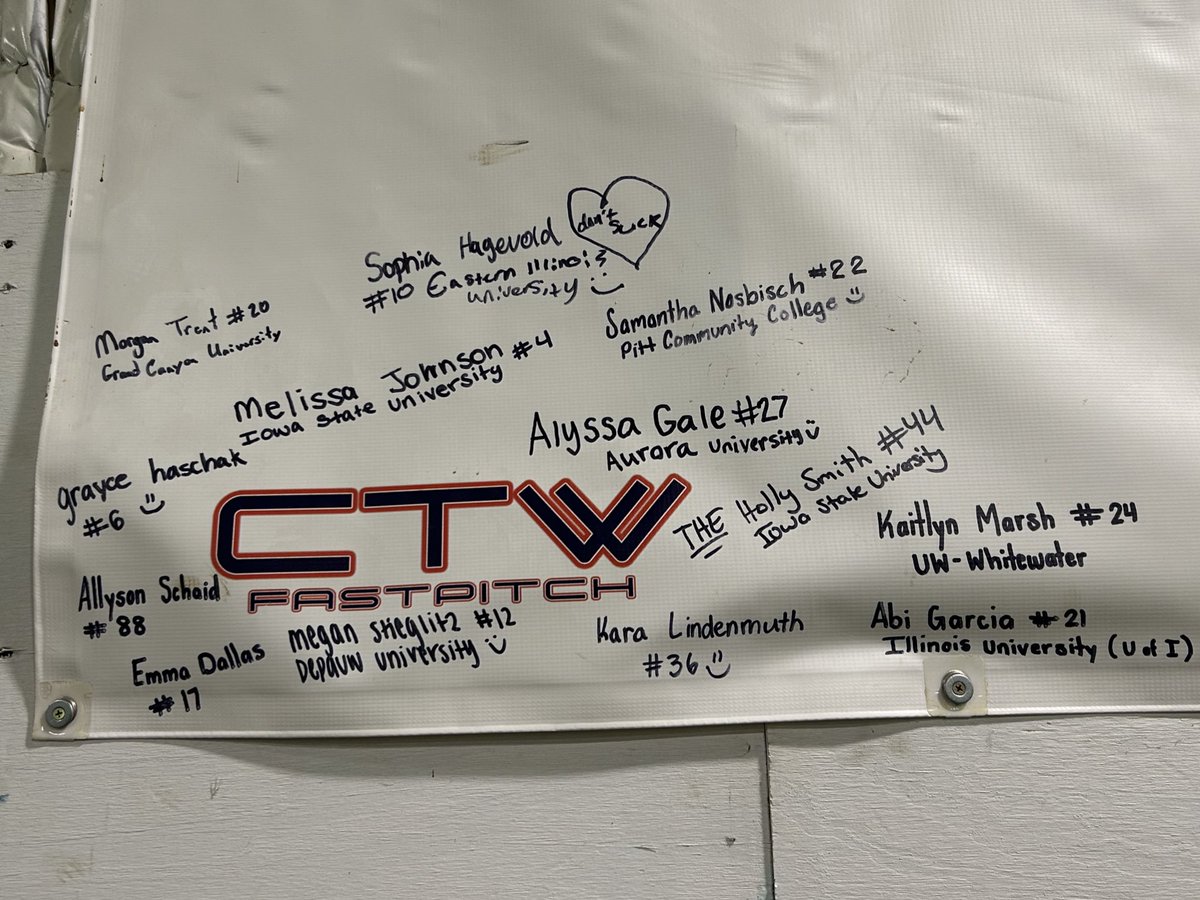 Sophia Hagevold
#10 Eastern Illinois
university
don't
suck
Samantha Nosbisch #22
Pitt Community College
Morgan Trent #20
Grand Canyon University
Melissa Johnson #4
Iowa State university
Alyssa Gale #27
Aurora university
grayce haschak
#6
THE Holly Smith #44
Iowa State University
Kaitlyn Marsh #24
UW-Whitewater
CTW
FASTPITCH
Allyson Schaid
#88
Emma Dallas
#17
megan stieglitz #12
Depauw university
Kara Lindenmuth
#36
Abi Garcia #21
Illinois university (U of I)